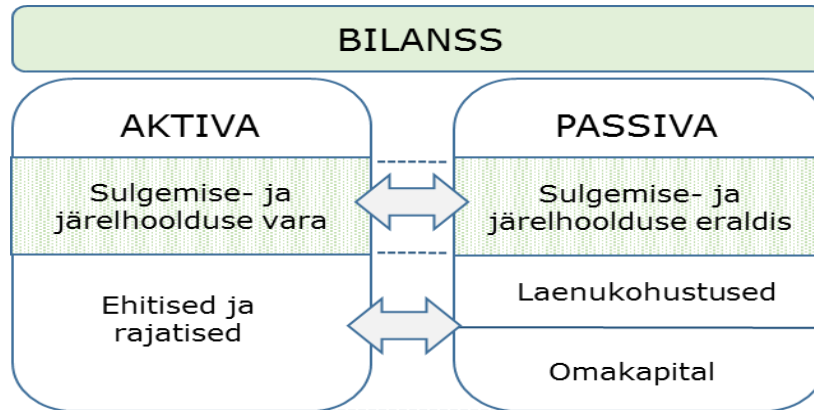 BILANSS
AKTIVA
Sulgemise- ja
järelhoolduse vara
Ehitised ja
rajatised
PASSIVA
Sulgemise- ja
järelhoolduse eraldis
Laenukohustused
Omakapital